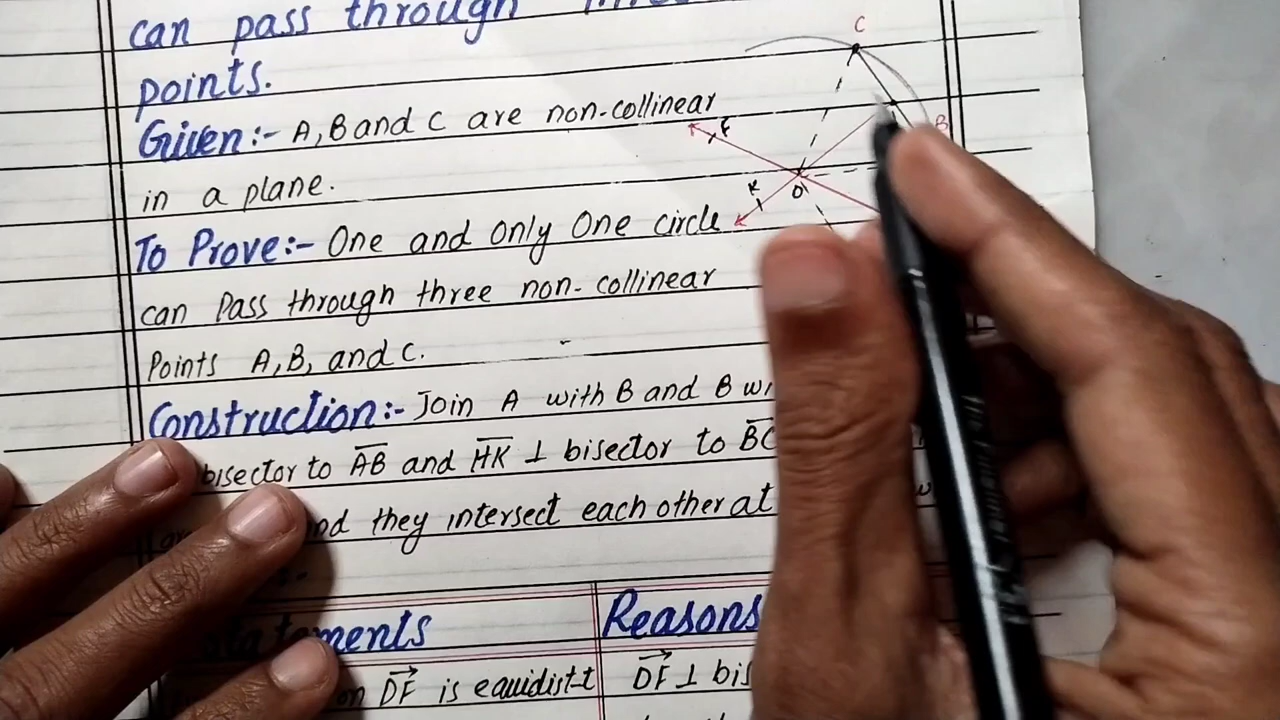 can pass through
points.
Given:- A, B and C are non-collinear
in a plane.
To Prove:- One and only One circle
can Pass through three non-collinear
Points A, B, and C.
Construction:- Join A with B and B
bisector to AB and HK ⊥ bisector to BC
and they intersect each other at
Statements Reasons
on DF is equidist-t DF ⊥ bis
C
B
F
K
O